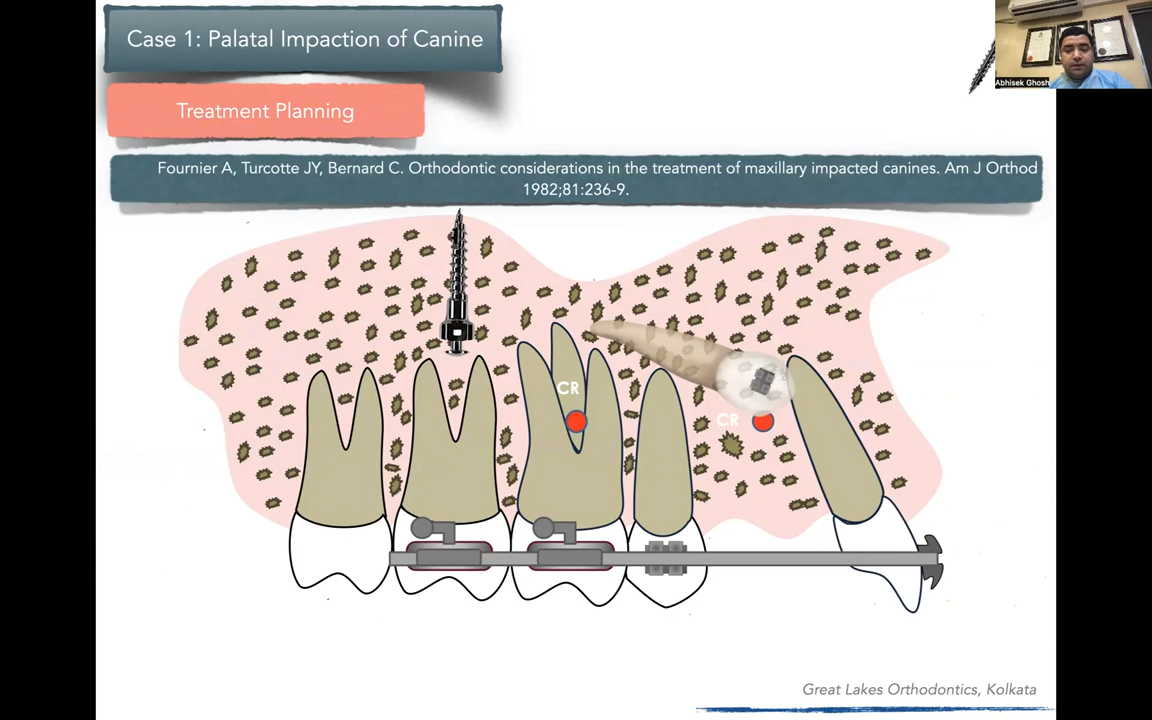 Case 1: Palatal Impaction of Canine
Abhisek Ghosh
Treatment Planning
Fournier A, Turcotte JY, Bernard C. Orthodontic considerations in the treatment of maxillary impacted canines. Am J Orthod
1982;81:236-9.
CR
CR
Great Lakes Orthodontics, Kolkata